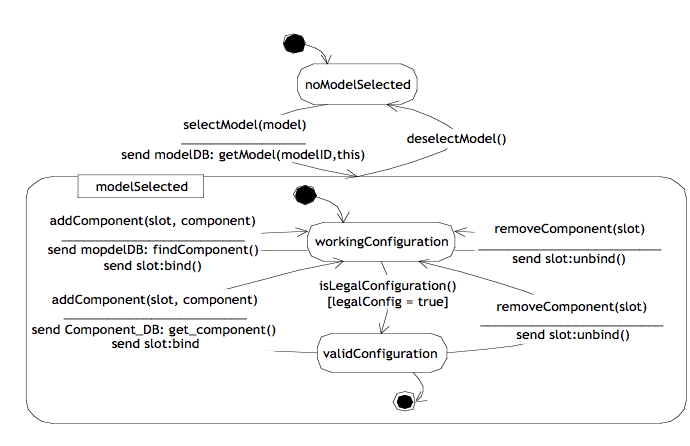 noModelSelected
selectModel(model)
send modelDB: getModel(modelID,this)
deselectModel()
modelSelected
addComponent(slot, component)
send mopdelDB: findComponent()
send slot:bind()
workingConfiguration
removeComponent(slot)
send slot:unbind()
isLegalConfiguration()
[legalConfig = true]
addComponent(slot, component)
send Component_DB: get_component()
send slot:bind
removeComponent(slot)
send slot:unbind()
validConfiguration